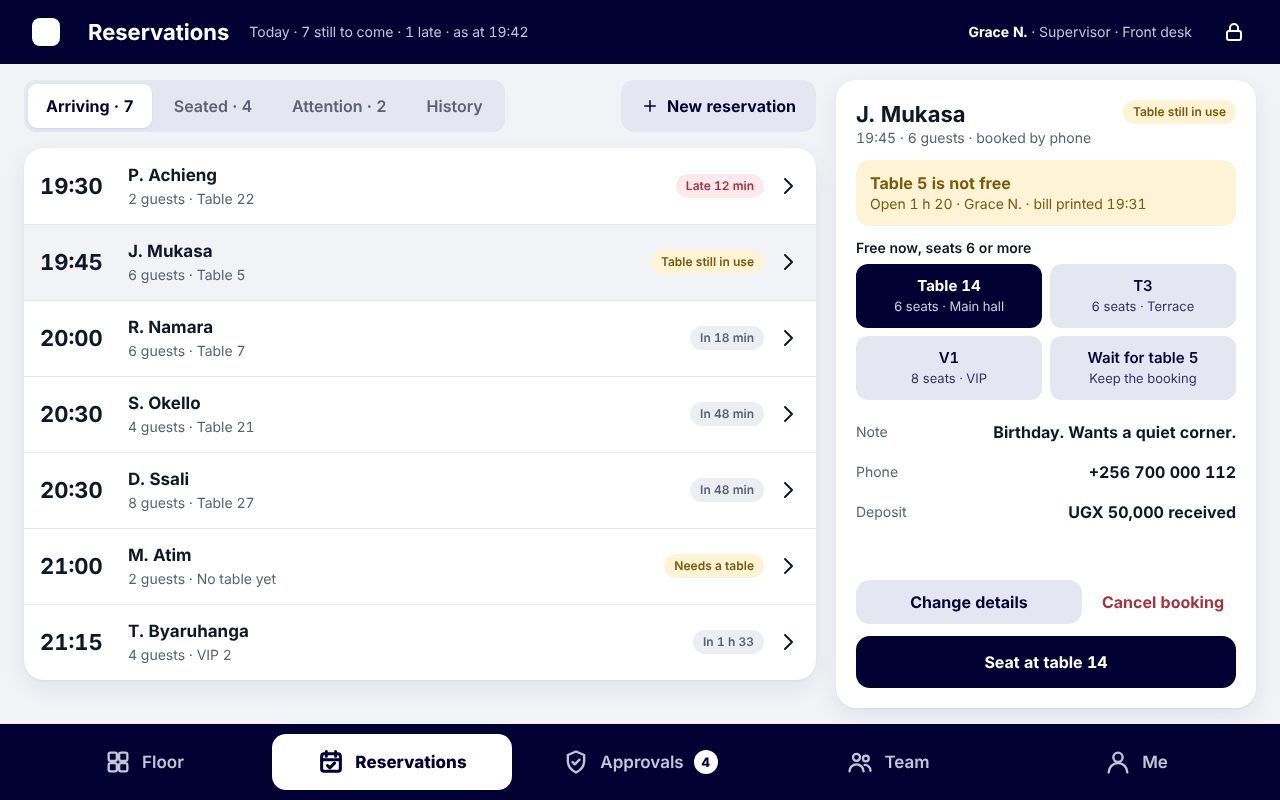 Reservations
Today · 7 still to come · 1 late · as at 19:42
Grace N. · Supervisor · Front desk
Arriving · 7
Seated · 4
Attention · 2
History
New reservation
19:30
P. Achieng
2 guests · Table 22
Late 12 min
19:45
J. Mukasa
6 guests · Table 5
Table still in use
20:00
R. Namara
6 guests · Table 7
In 18 min
20:30
S. Okello
4 guests · Table 21
In 48 min
20:30
D. Ssali
8 guests · Table 27
In 48 min
21:00
M. Atim
2 guests · No table yet
Needs a table
21:15
T. Byaruhanga
4 guests · VIP 2
In 1 h 33
J. Mukasa
Table still in use
19:45 · 6 guests · booked by phone
Table 5 is not free
Open 1 h 20 · Grace N. · bill printed 19:31
Free now, seats 6 or more
Table 14
6 seats · Main hall
T3
6 seats · Terrace
V1
8 seats · VIP
Wait for table 5
Keep the booking
Note
Birthday. Wants a quiet corner.
Phone
+256 700 000 112
Deposit
UGX 50,000 received
Change details
Cancel booking
Seat at table 14
Floor
Reservations
Approvals
4
Team
Me